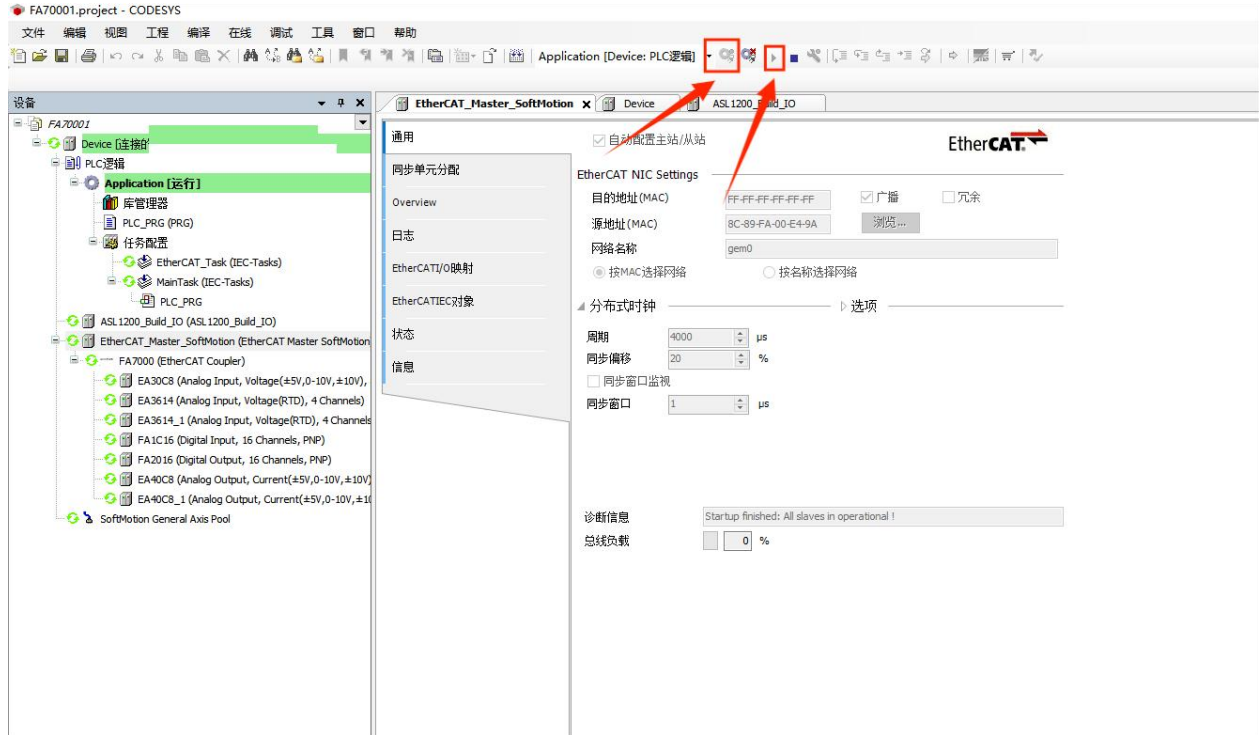 FA70001.project - CODESYS
文件 编辑 视图 工程 编译 在线 调试 工具 窗口 帮助
Application [Device: PLC逻辑]
设备
FA70001
Device [连接的
PLC逻辑
Application [运行]
库管理器
PLC_PRG (PRG)
任务配置
EtherCAT_Task (IEC-Tasks)
MainTask (IEC-Tasks)
PLC_PRG
ASL1200_Build_IO (ASL1200_Build_IO)
EtherCAT_Master_SoftMotion (EtherCAT Master SoftMotion
FA7000 (EtherCAT Coupler)
EA30C8 (Analog Input, Voltage(±5V,0-10V,±10V),
EA3614 (Analog Input, Voltage(RTD), 4 Channels)
EA3614_1 (Analog Input, Voltage(RTD), 4 Channels
FA1C16 (Digital Input, 16 Channels, PNP)
FA2016 (Digital Output, 16 Channels, PNP)
EA40C8 (Analog Output, Current(±5V,0-10V,±10V)
EA40C8_1 (Analog Output, Current(±5V,0-10V,±10
SoftMotion General Axis Pool
EtherCAT_Master_SoftMotion Device ASL1200_Build_IO
通用
同步单元分配
Overview
日志
EtherCATI/O映射
EtherCATIEC对象
状态
信息
自动配置主站/从站
EtherCAT.
EtherCAT NIC Settings
目的地址(MAC) FF-FF-FF-FF-FF-FF 广播 冗余
源地址(MAC) 8C-89-FA-00-E4-9A 浏览...
网络名称 gem0
按MAC选择网络 按名称选择网络
分布式时钟 选项
周期 4000 μs
同步偏移 20 %
同步窗口监视
同步窗口 1 μs
诊断信息 Startup finished: All slaves in operational !
总线负载 0 %